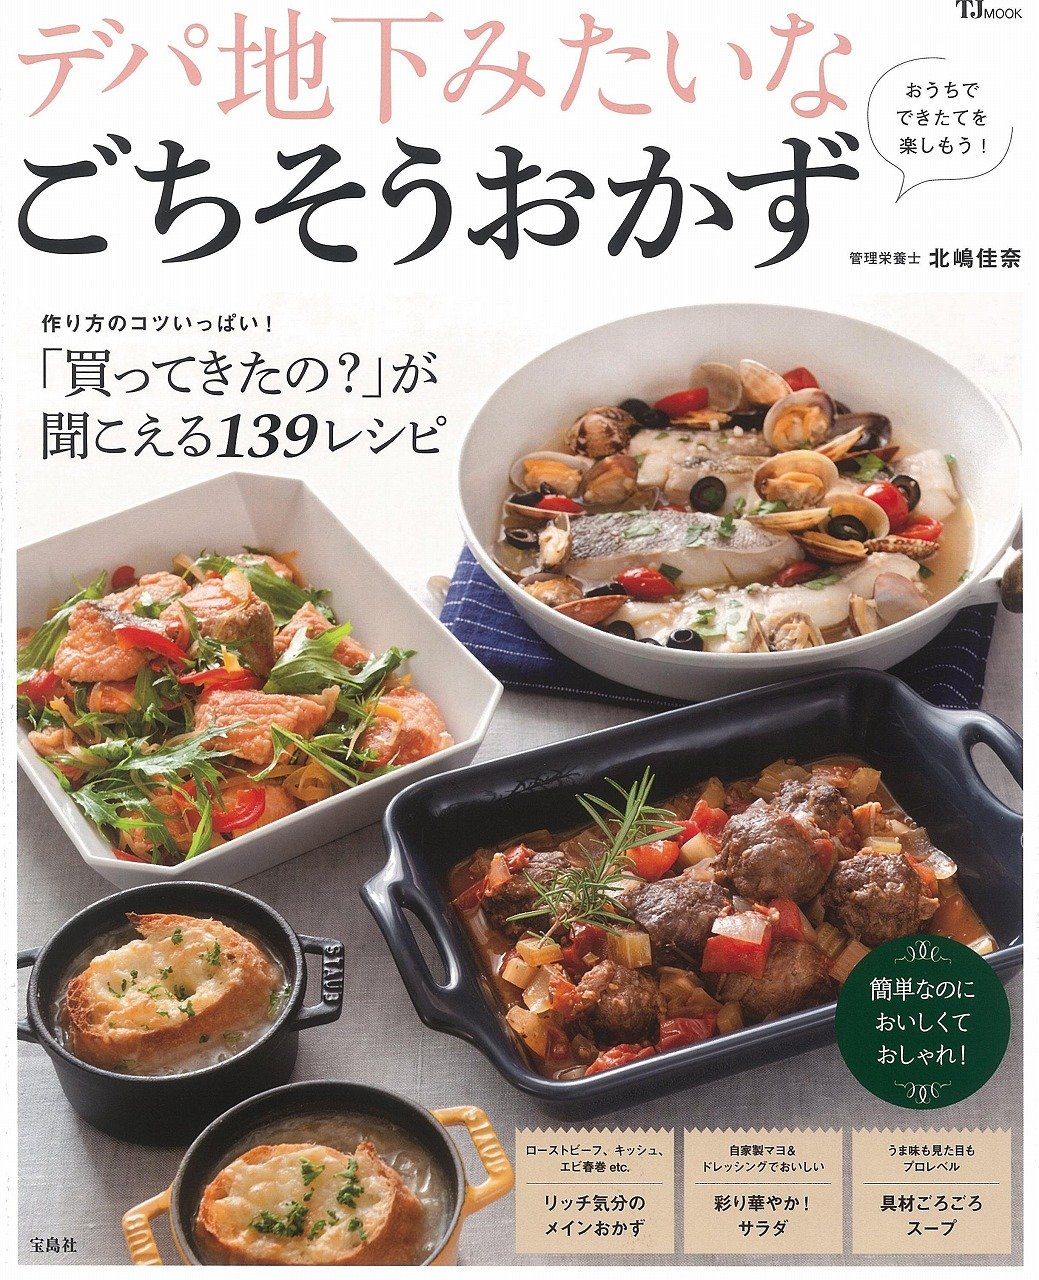 TJ MOOK
デパ地下みたいな
ごちそうおかず
おうちで
できたてを
楽しもう!
管理栄養士 北嶋佳奈
作り方のコツいっぱい!
「買ってきたの?」が
聞こえる139レシピ
STAUB
STAUB
簡単なのに
おいしくて
おしゃれ!
ローストビーフ、キッシュ、
エビ春巻 etc.
リッチ気分の
メインおかず
自家製マヨ&
ドレッシングでおいしい
彩り華やか!
サラダ
うま味も見た目も
プロレベル
具材ごろごろ
スープ
宝島社